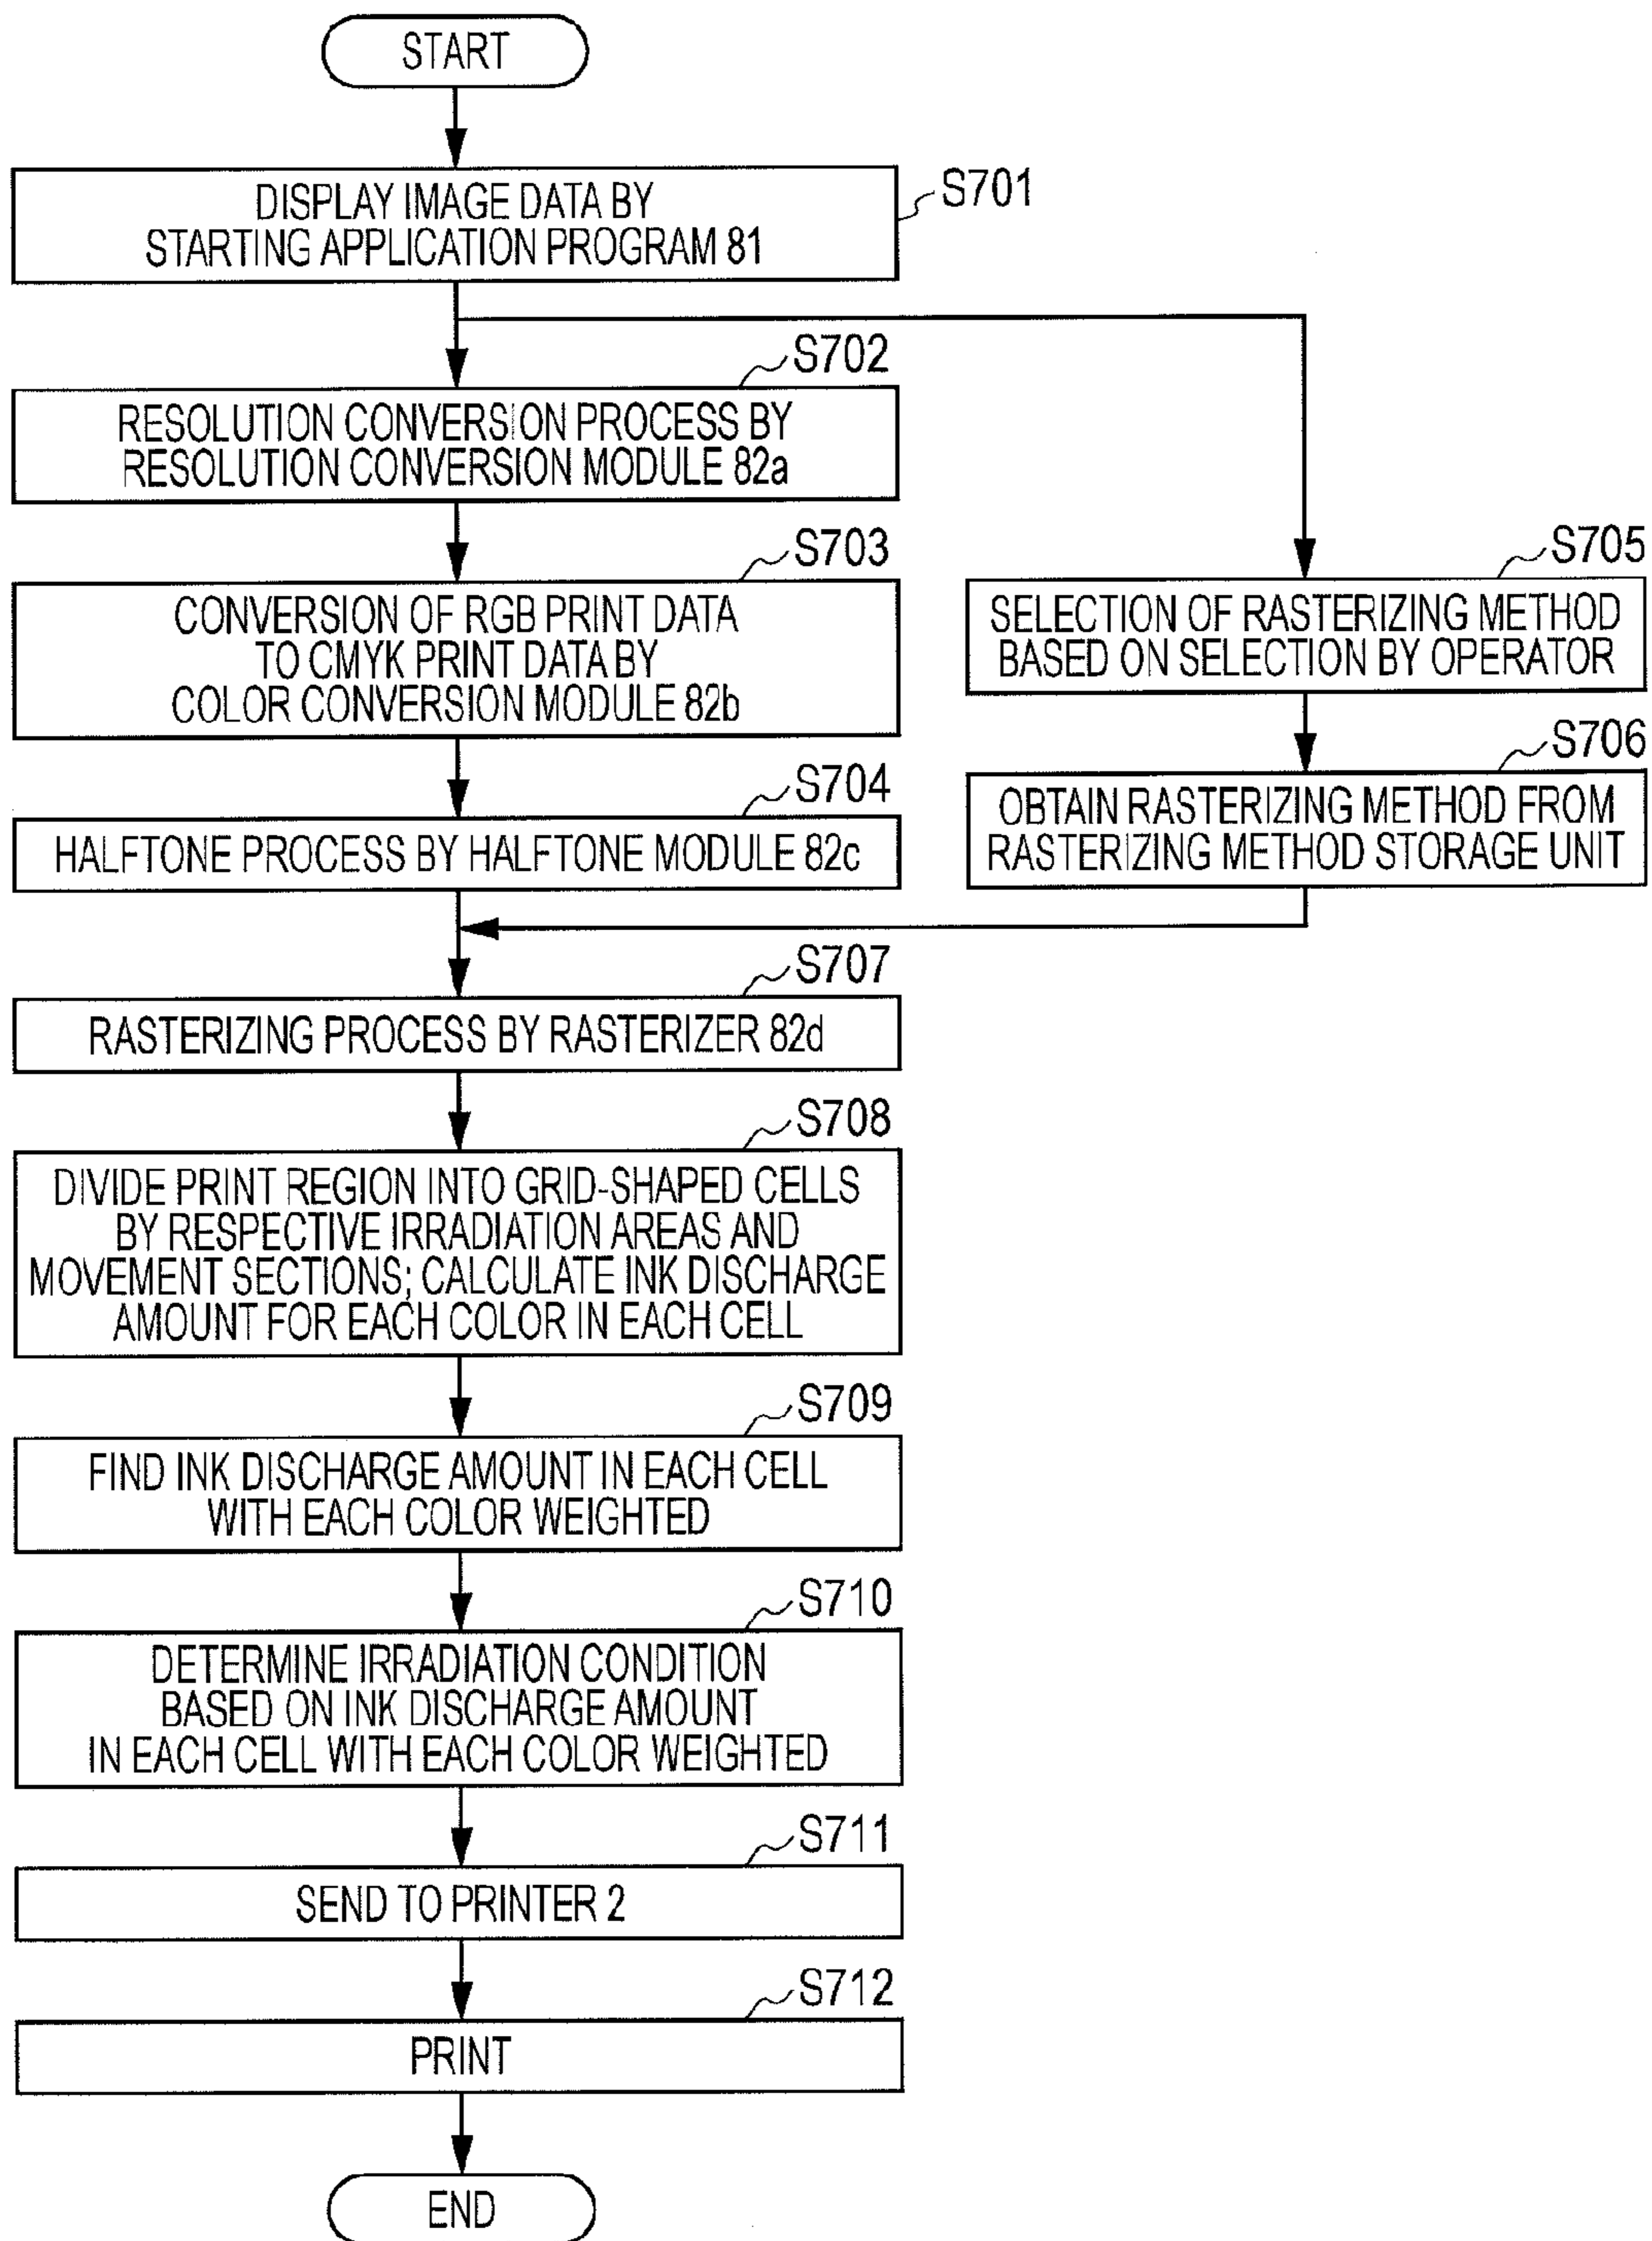 START
DISPLAY IMAGE DATA BY
STARTING APPLICATION PROGRAM 81
S701
S702
RESOLUTION CONVERSION PROCESS BY
RESOLUTION CONVERSION MODULE 82a
S703
CONVERSION OF RGB PRINT DATA
TO CMYK PRINT DATA BY
COLOR CONVERSION MODULE 82b
S704
HALFTONE PROCESS BY HALFTONE MODULE 82c
S705
SELECTION OF RASTERIZING METHOD
BASED ON SELECTION BY OPERATOR
S706
OBTAIN RASTERIZING METHOD FROM
RASTERIZING METHOD STORAGE UNIT
S707
RASTERIZING PROCESS BY RASTERIZER 82d
S708
DIVIDE PRINT REGION INTO GRID-SHAPED CELLS
BY RESPECTIVE IRRADIATION AREAS AND
MOVEMENT SECTIONS; CALCULATE INK DISCHARGE
AMOUNT FOR EACH COLOR IN EACH CELL
S709
FIND INK DISCHARGE AMOUNT IN EACH CELL
WITH EACH COLOR WEIGHTED
S710
DETERMINE IRRADIATION CONDITION
BASED ON INK DISCHARGE AMOUNT
IN EACH CELL WITH EACH COLOR WEIGHTED
S711
SEND TO PRINTER 2
S712
PRINT
END